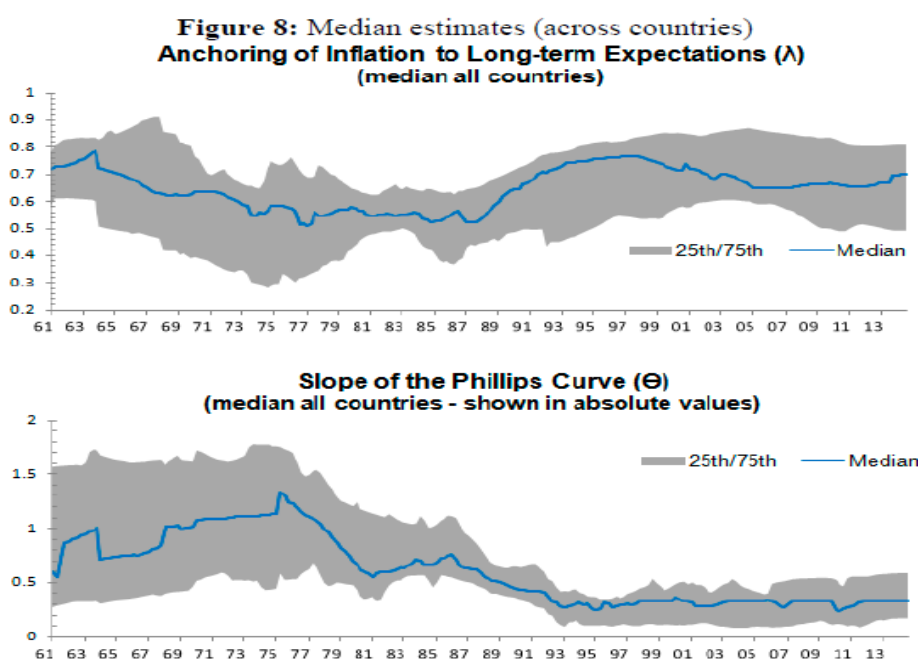 Figure 8: Median estimates (across countries)
Anchoring of Inflation to Long-term Expectations (λ)
(median all countries)
1
0.9
0.8
0.7
0.6
0.5
0.4
0.3
0.2
25th/75th Median
61 63 65 67 69 71 73 75 77 79 81 83 85 87 89 91 93 95 97 99 01 03 05 07 09 11 13
Slope of the Phillips Curve (Θ)
(median all countries - shown in absolute values)
2
1.5
1
0.5
0
25th/75th Median
61 63 65 67 69 71 73 75 77 79 81 83 85 87 89 91 93 95 97 99 01 03 05 07 09 11 13